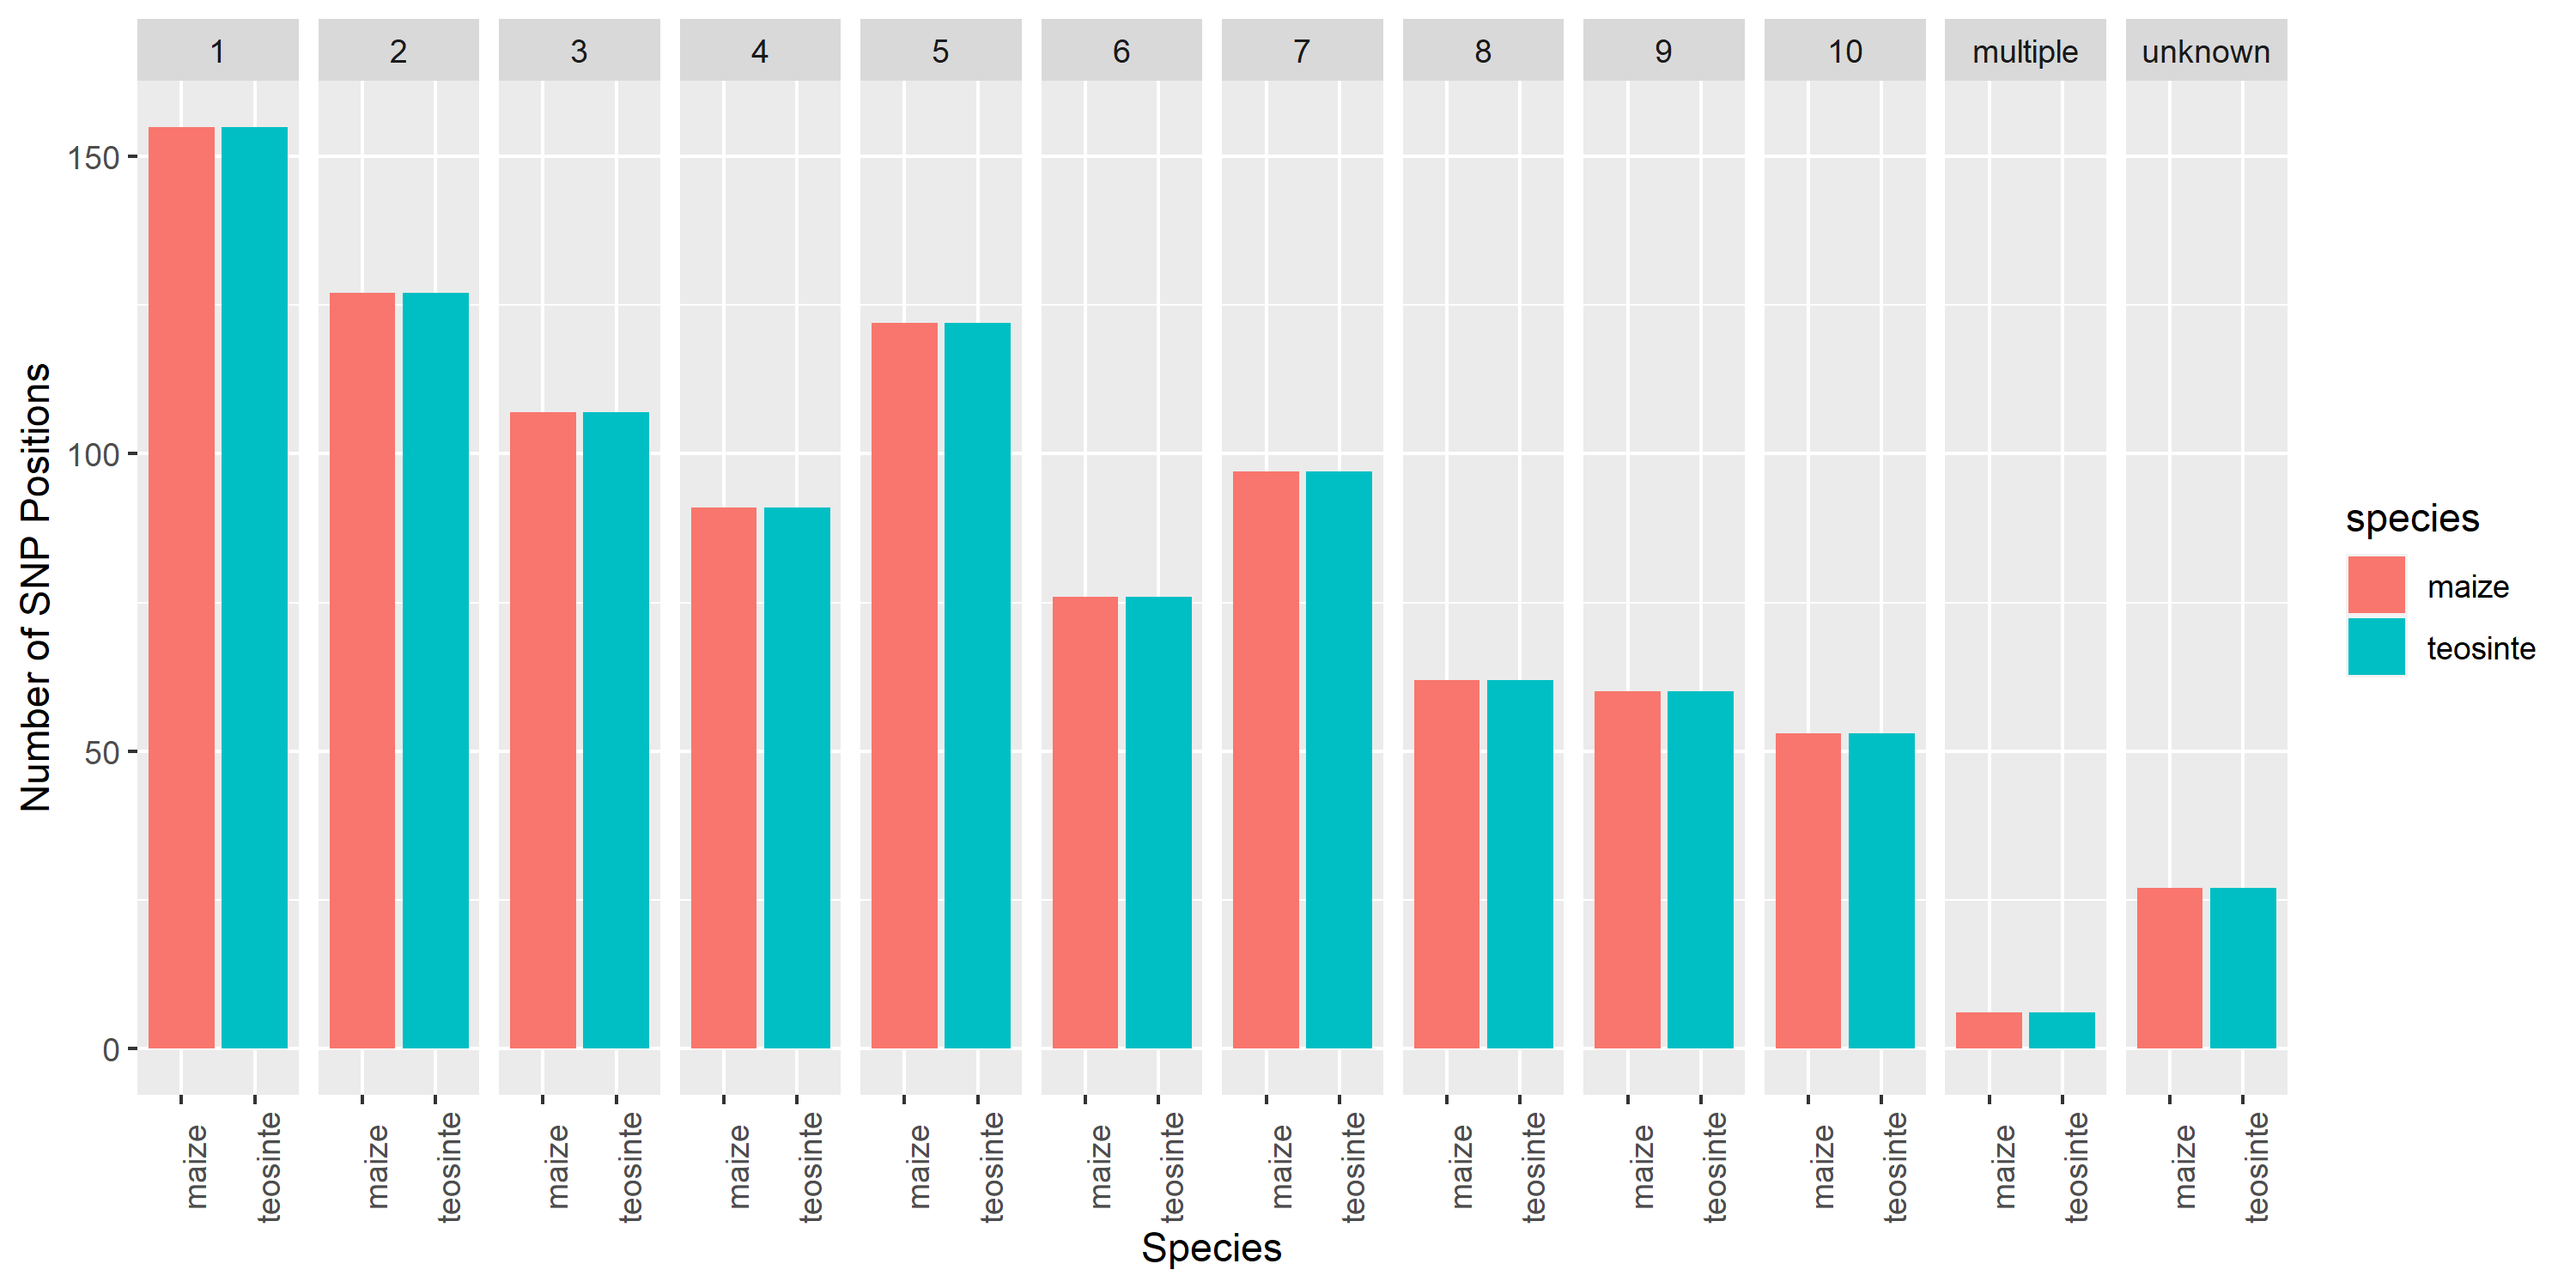 1 2 3 4 5 6 7 8 9 10 multiple unknown
Number of SNP Positions
150
100
50
0
maize teosinte maize teosinte maize teosinte maize teosinte maize teosinte maize teosinte maize teosinte maize teosinte maize teosinte maize teosinte maize teosinte maize teosinte
Species
species
maize
teosinte